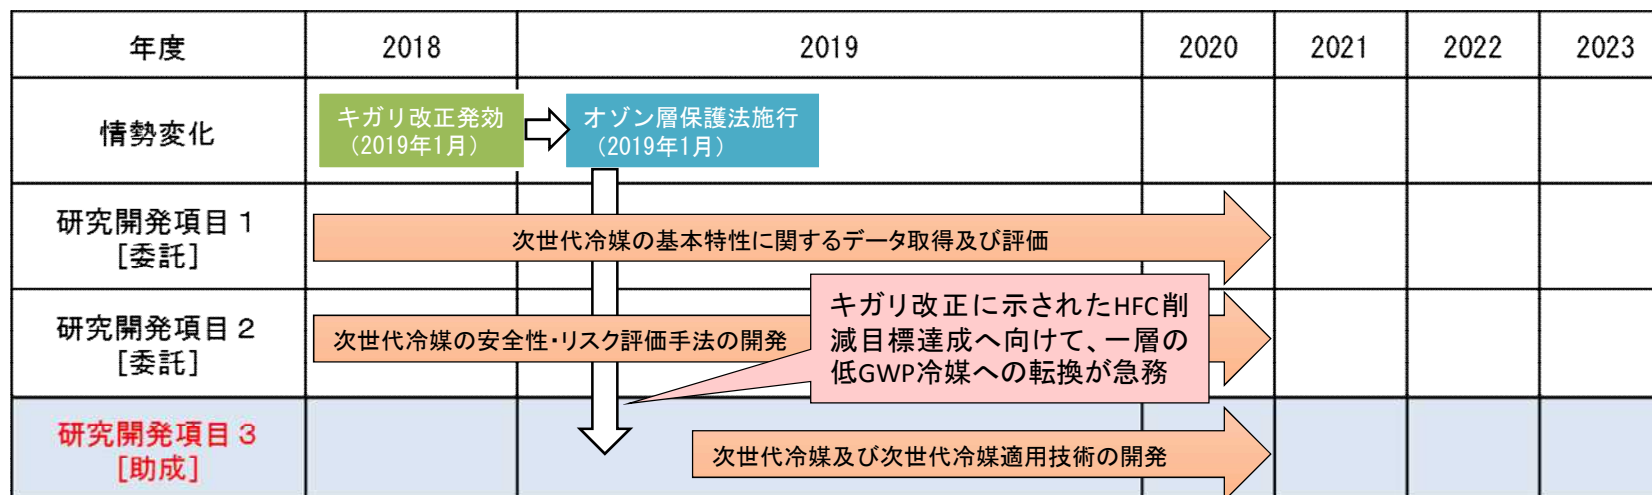 年度 2018 2019 2020 2021 2022 2023
情勢変化
キガリ改正発効
（2019年1月）
オゾン層保護法施行
（2019年1月）
研究開発項目１
［委託］
次世代冷媒の基本特性に関するデータ取得及び評価
研究開発項目２
［委託］
次世代冷媒の安全性・リスク評価手法の開発
キガリ改正に示されたHFC削
減目標達成へ向けて、一層の
低GWP冷媒への転換が急務
研究開発項目３
［助成］
次世代冷媒及び次世代冷媒適用技術の開発